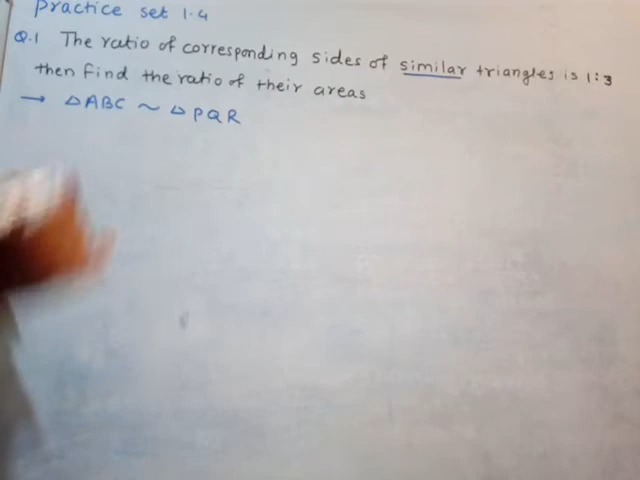 Practice set 1.4
Q.1 The ratio of corresponding sides of similar triangles is 1:3
then find the ratio of their areas
→ △ABC ~ △PQR